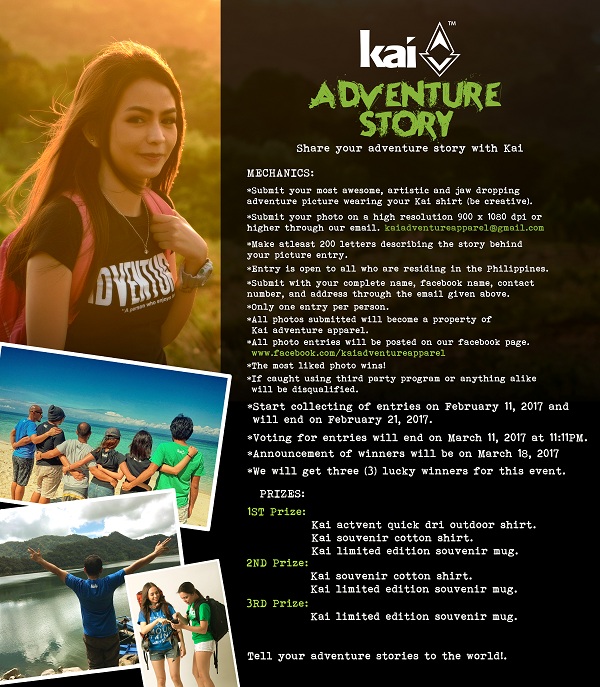 kai TM
ADVENTURE
STORY
Share your adventure story with Kai
MECHANICS:
*Submit your most awesome, artistic and jaw dropping
adventure picture wearing your Kai shirt (be creative).
*Submit your photo on a high resolution 900 x 1080 dpi or
higher through our email. kaiadventureapparel@gmail.com
*Make atleast 200 letters describing the story behind
your picture entry.
*Entry is open to all who are residing in the Philippines.
*Submit with your complete name, facebook name, contact
number, and address through the email given above.
*Only one entry per person.
*All photos submitted will become a property of
Kai adventure apparel.
*All photo entries will be posted on our facebook page.
www.facebook.com/kaiadventureapparel
*The most liked photo wins!
*If caught using third party program or anything alike
will be disqualified.
*Start collecting of entries on February 11, 2017 and
will end on February 21, 2017.
*Voting for entries will end on March 11, 2017 at 11:11PM.
*Announcement of winners will be on March 18, 2017
*We will get three (3) lucky winners for this event.
PRIZES:
1ST Prize:
Kai actvent quick dri outdoor shirt.
Kai souvenir cotton shirt.
Kai limited edition souvenir mug.
2ND Prize:
Kai souvenir cotton shirt.
Kai limited edition souvenir mug.
3RD Prize:
Kai limited edition souvenir mug.
Tell your adventure stories to the world!.
ADVENTU
"A person who enjoys